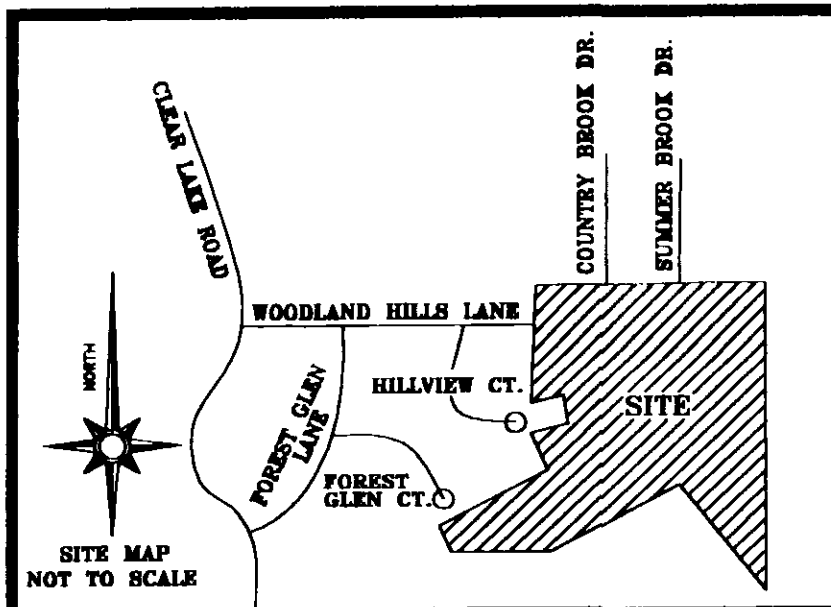 CLEAR LAKE ROAD
COUNTRY BROOK DR.
SUMMER BROOK DR.
WOODLAND HILLS LANE
NORTH
HILLVIEW CT.
SITE
FOREST GLEN
LANE
FOREST
GLEN CT.
SITE MAP
NOT TO SCALE